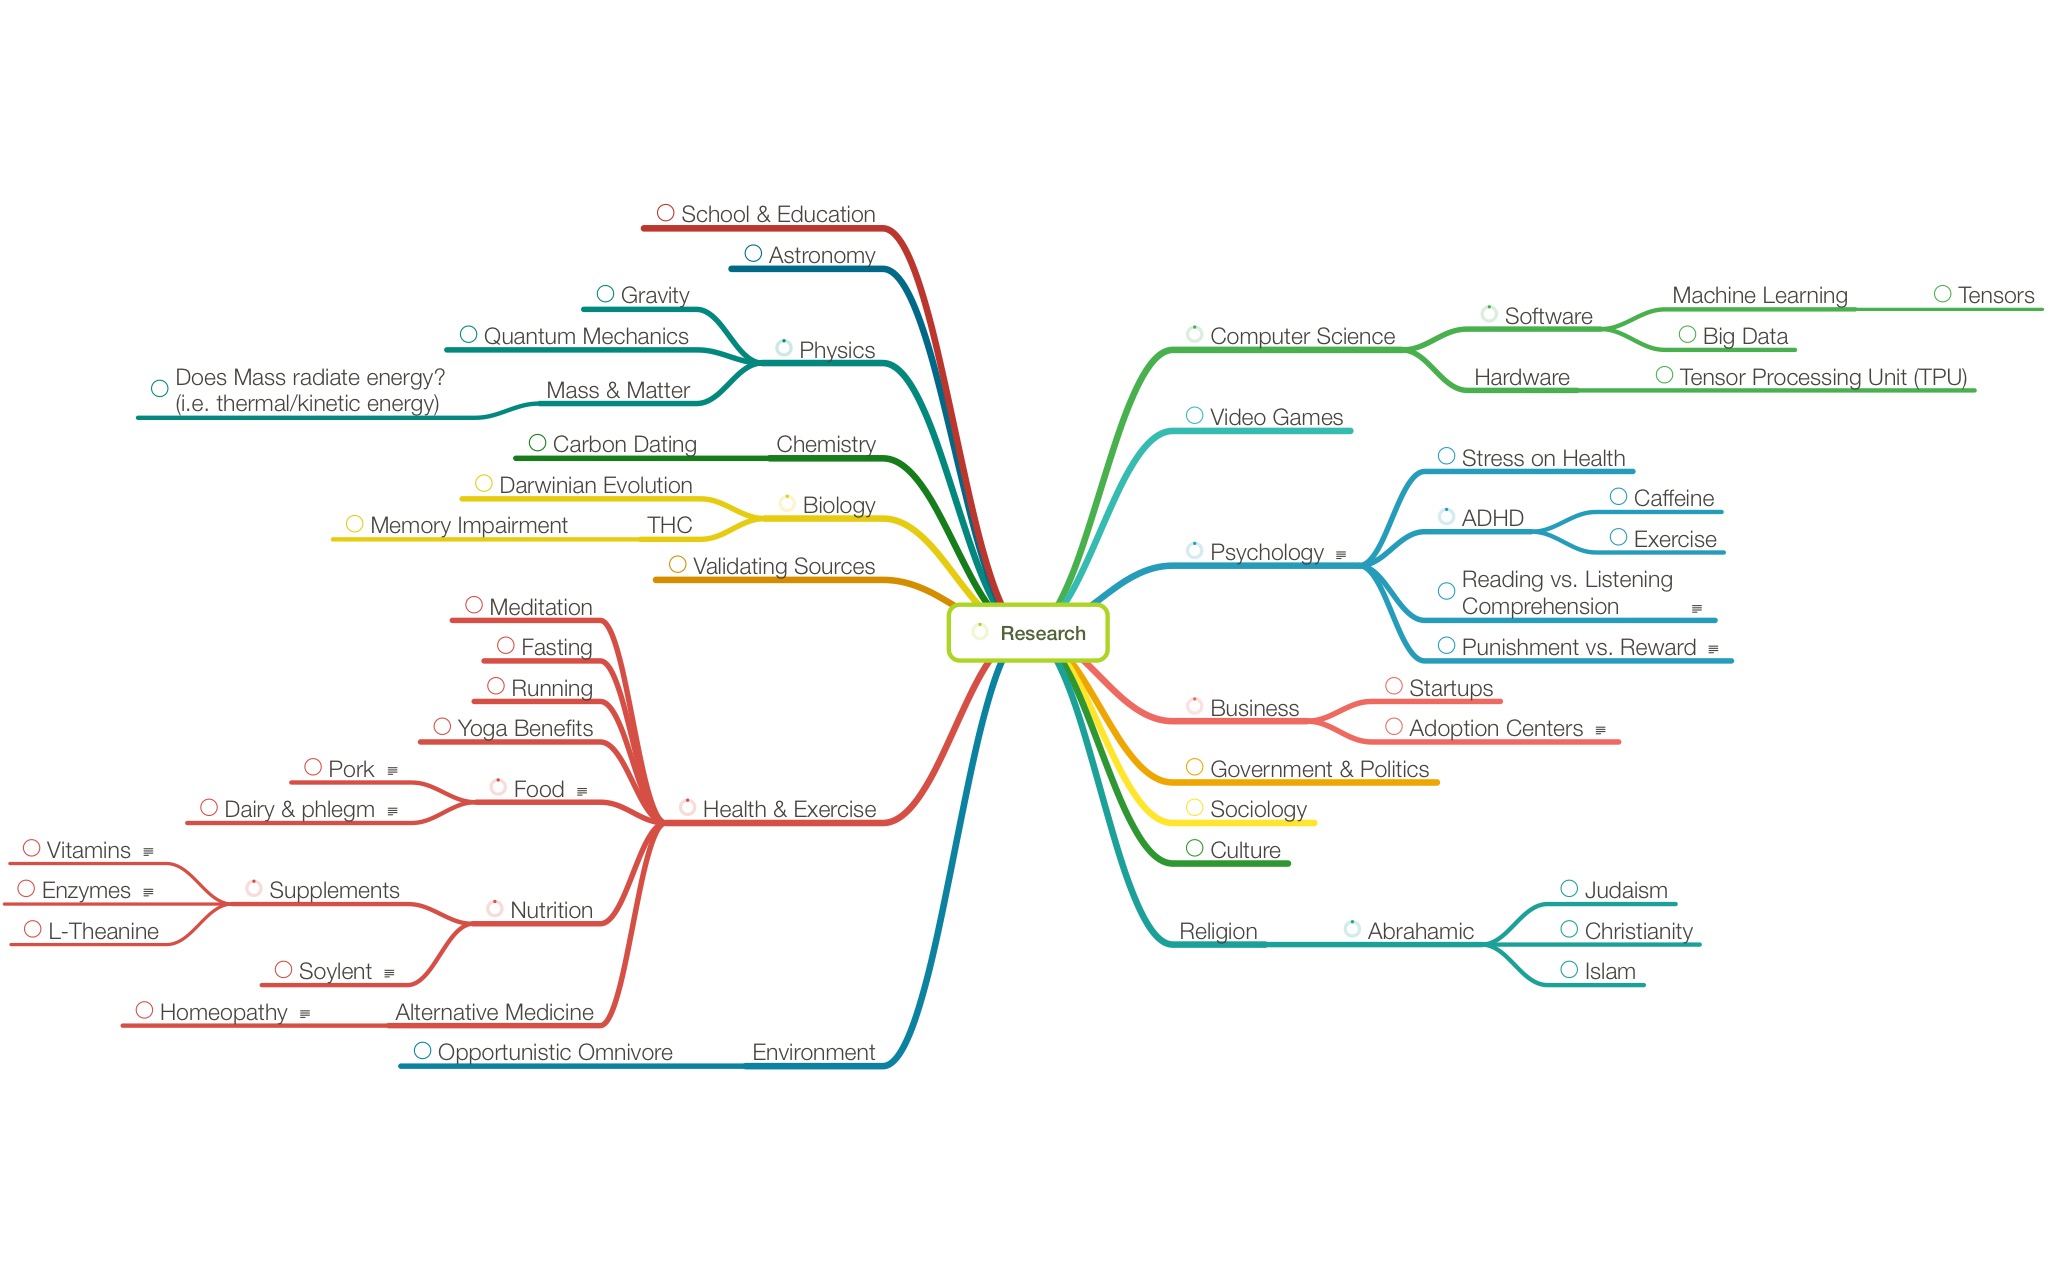 School & Education
Astronomy
Gravity
Quantum Mechanics
Physics
Does Mass radiate energy?
(i.e. thermal/kinetic energy)
Mass & Matter
Carbon Dating
Chemistry
Darwinian Evolution
Biology
Memory Impairment
THC
Validating Sources
Research
Meditation
Fasting
Running
Yoga Benefits
Pork
Food
Dairy & phlegm
Health & Exercise
Vitamins
Enzymes
Supplements
L-Theanine
Nutrition
Soylent
Homeopathy
Alternative Medicine
Opportunistic Omnivore
Environment
Computer Science
Software
Machine Learning
Tensors
Big Data
Hardware
Tensor Processing Unit (TPU)
Video Games
Psychology
Stress on Health
ADHD
Caffeine
Exercise
Reading vs. Listening
Comprehension
Punishment vs. Reward
Business
Startups
Adoption Centers
Government & Politics
Sociology
Culture
Religion
Abrahamic
Judaism
Christianity
Islam